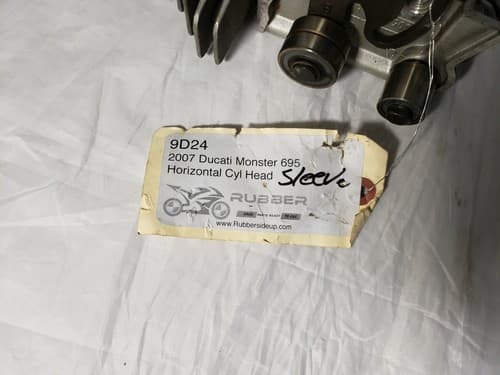 9D24
2007 Ducati Monster 695
Horizontal Cyl Head Sleeve
RUBBER
www.Rubbersideup.com